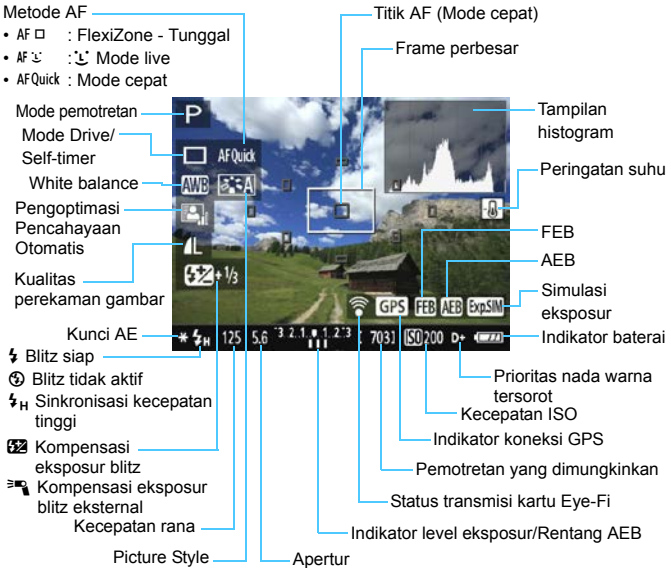 Metode AF
• AF□ : FlexiZone - Tunggal
• AF : Mode live
• AFQuick : Mode cepat
Mode pemotretan
Mode Drive/
Self-timer
White balance
Pengoptimasi
Pencahayaan
Otomatis
Kualitas
perekaman gambar
Kunci AE
Blitz siap
Blitz tidak aktif
H Sinkronisasi kecepatan
tinggi
Kompensasi
eksposur blitz
Kompensasi eksposur
blitz eksternal
Kecepatan rana
Picture Style
Apertur
Titik AF (Mode cepat)
Frame perbesar
Tampilan
histogram
Peringatan suhu
FEB
AEB
Simulasi
eksposur
Indikator baterai
Prioritas nada warna
tersorot
Kecepatan ISO
Indikator koneksi GPS
Pemotretan yang dimungkinkan
Status transmisi kartu Eye-Fi
Indikator level eksposur/Rentang AEB
P
AFQuick
AWB A
L
+1/3
GPS FEB AEB Exp.SIM
* H 125 5.6 -3.2.1.0.1.2.+3 [ 703] ISO 200 D+